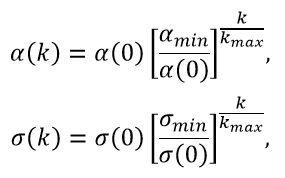 α(k) = α(0) [α_min / α(0)]^(k / k_max),
σ(k) = σ(0) [σ_min / σ(0)]^(k / k_max),